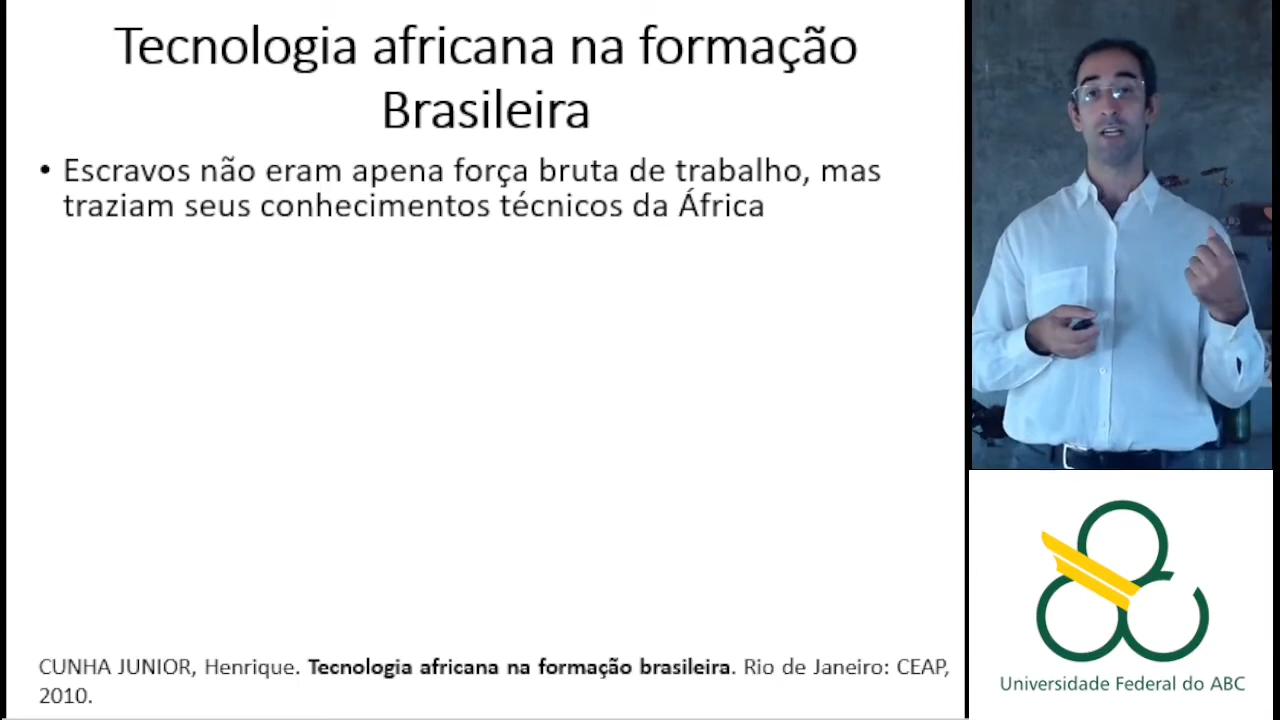 Tecnologia africana na formação
Brasileira
• Escravos não eram apena força bruta de trabalho, mas
traziam seus conhecimentos técnicos da África
CUNHA JUNIOR, Henrique. Tecnologia africana na formação brasileira. Rio de Janeiro: CEAP,
2010.
Universidade Federal do ABC